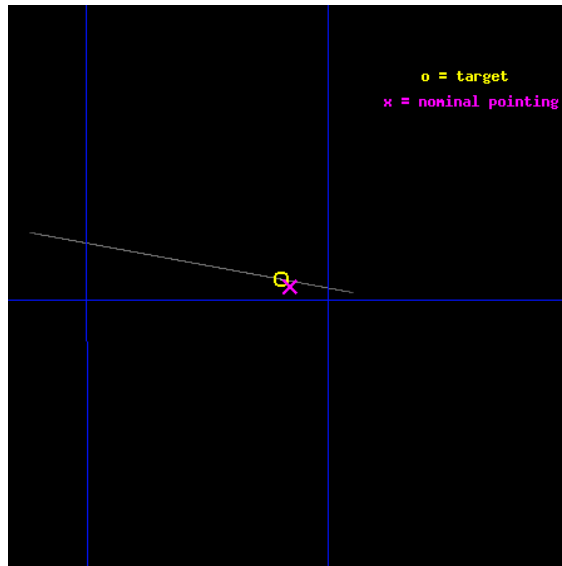 o = target
x = nominal pointing